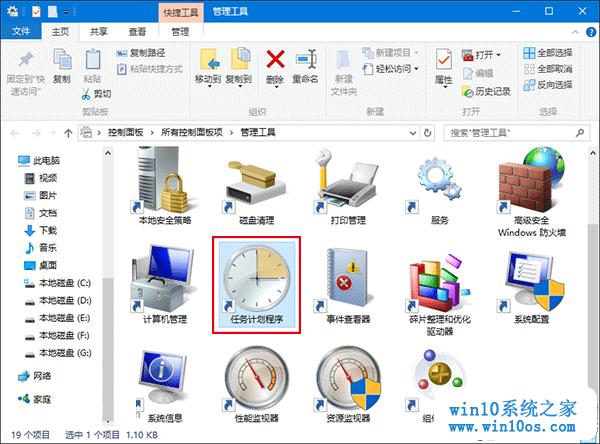 快捷工具
管理工具
文件
主页
共享
查看
管理
固定到"快
速访问"
复制
粘贴
复制路径
粘贴快捷方式
剪切
剪贴板
移动到
复制到
删除
重命名
组织
新建
文件夹
新建项目
轻松访问
新建
属性
打开
编辑
历史记录
打开
全部选择
全部取消
反向选择
选择
控制面板
所有控制面板项
管理工具
搜索"管理工具"
此电脑
视频
图片
文档
下载
音乐
桌面
本地磁盘 (C:)
本地磁盘 (D:)
本地磁盘 (E:)
本地磁盘 (F:)
本地磁盘 (G:)
网络
家庭
本地安全策略
磁盘清理
打印管理
服务
高级安全
Windows 防火墙
计算机管理
任务计划程序
事件查看器
碎片整理和优化
驱动器
系统配置
系统信息
性能监视器
资源监视器
组
19 个项目
选中 1 个项目
1.10 KB
win10系统之家
www.win10os.com